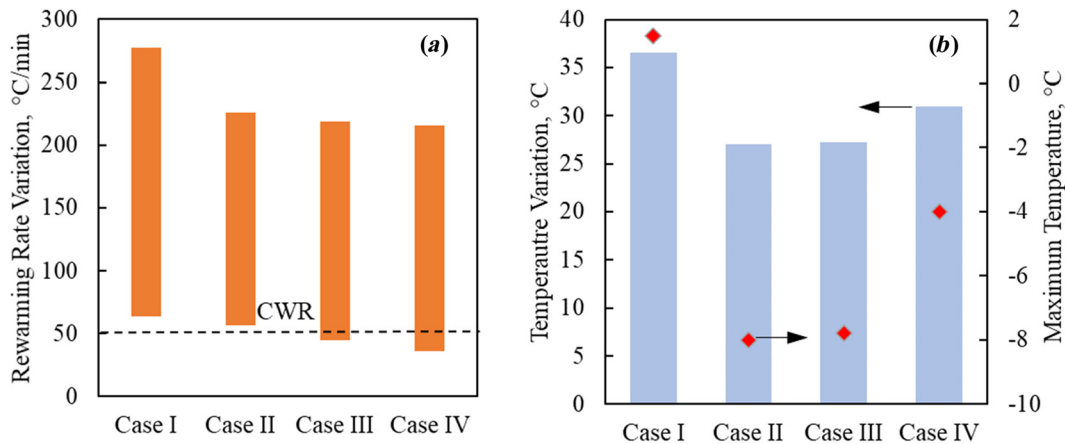 Rewarming Rate Variation, °C/min
300
250
200
150
100
50
0
(a)
CWR
Case I Case II Case III Case IV
Temperautre Variation, °C
40
35
30
25
20
15
10
5
0
(b)
2
0
-2
-4
-6
-8
-10
Maximum Temperature, °C
Case I Case II Case III Case IV